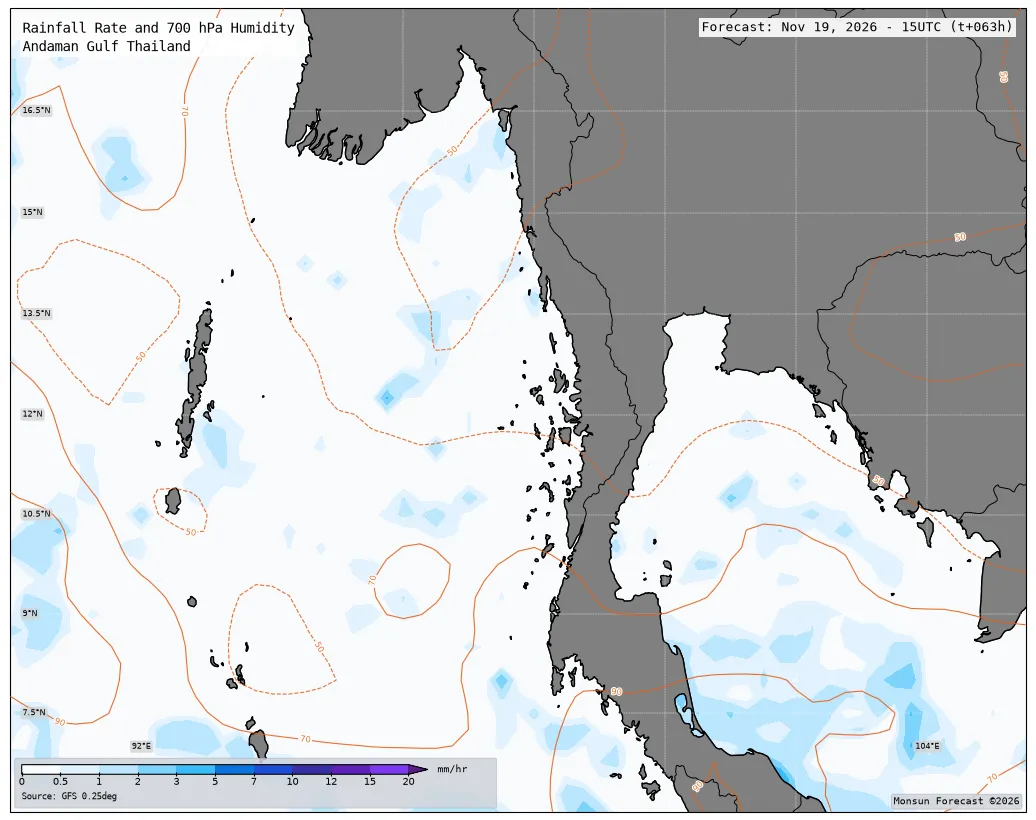 Rainfall Rate and 700 hPa Humidity
Andaman Gulf Thailand
Forecast: Nov 19, 2026 - 15UTC (t+063h)
50
70
16.5°N
50
15°N
50
13.5°N
50
12°N
30
10.5°N
50
70
9°N
50
90
7.5°N
90
70
92°E
104°E
70
90
mm/hr
0 0.5 1 2 3 5 7 10 12 15 20
Source: GFS 0.25deg
Monsun Forecast ©2026